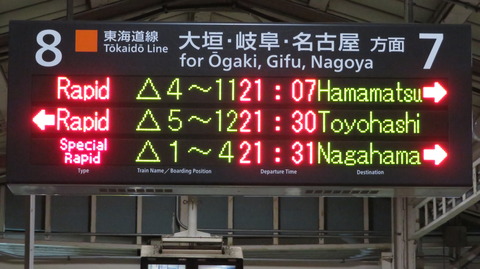 8 東海道線 大垣・岐阜・名古屋 方面 7
Tōkaidō Line for Ōgaki, Gifu, Nagoya
Rapid △ 4～11 21:07 Hamamatsu →
← Rapid △ 5～12 21:30 Toyohashi
Special Rapid △ 1～4 21:31 Nagahama →
Type Train Name / Boarding Position Departure Time Destination